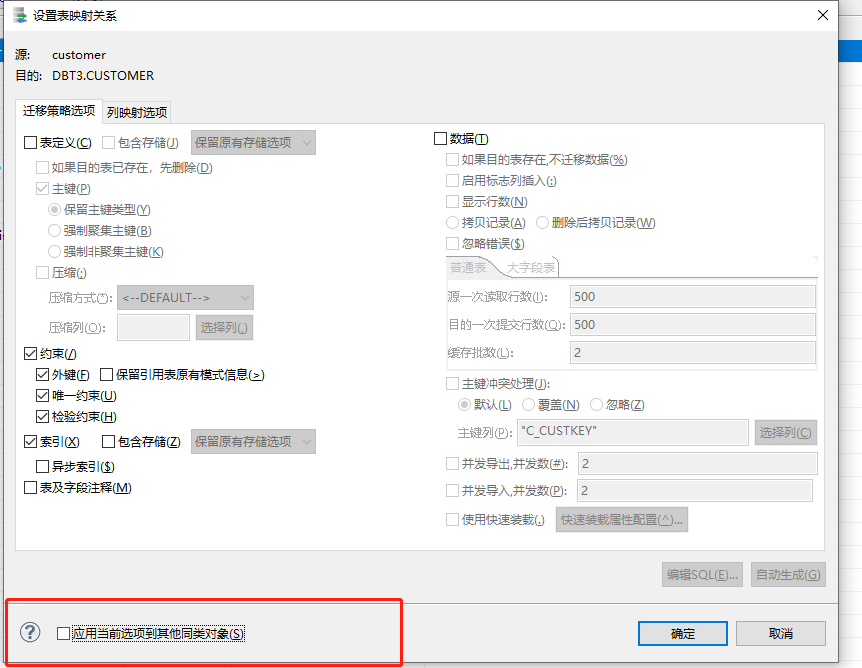 设置表映射关系
源: customer
目的: DBT3.CUSTOMER
迁移策略选项 列映射选项
表定义(C) 包含存储(J) 保留原有存储选项
如果目的表已存在，先删除(D)
主键(P)
保留主键类型(Y)
强制聚集主键(B)
强制非聚集主键(K)
压缩(;)
压缩方式(*): <--DEFAULT-->
压缩列(O): 选择列(,)
约束(/)
外键(F) 保留引用表原有模式信息(>)
唯一约束(U)
检验约束(H)
索引(X) 包含存储(Z) 保留原有存储选项
异步索引($)
表及字段注释(M)
数据(T)
如果目的表存在,不迁移数据(%)
启用标志列插入(:)
显示行数(N)
拷贝记录(A) 删除后拷贝记录(W)
忽略错误($)
普通表 大字段表
源一次读取行数(I): 500
目的一次提交行数(Q): 500
缓存批数(L): 2
主键冲突处理(J):
默认(L) 覆盖(N) 忽略(Z)
主键列(P): "C_CUSTKEY" 选择列(C)
并发导出,并发数(#): 2
并发导入,并发数(P): 2
使用快速装载(.) 快速装载属性配置(^)...
编辑SQL(E)... 自动生成(G)
应用当前选项到其他同类对象(S)
确定 取消